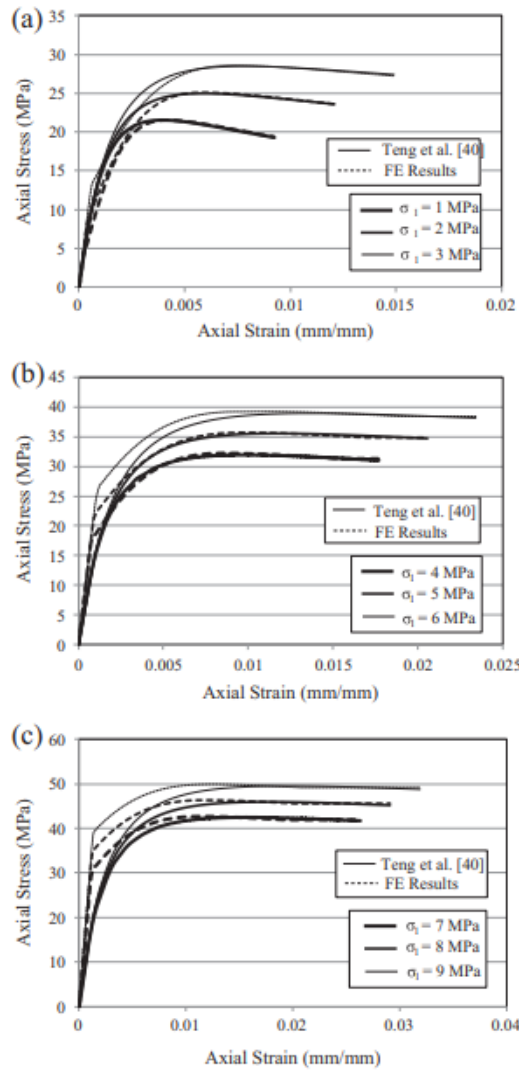 (a)
35
30
25
20
15
10
5
0
Axial Stress (MPa)
Teng et al. [40]
FE Results
σ 1 = 1 MPa
σ 1 = 2 MPa
σ 1 = 3 MPa
0 0.005 0.01 0.015 0.02
Axial Strain (mm/mm)
(b)
45
40
35
30
25
20
15
10
5
0
Axial Stress (MPa)
Teng et al. [40]
FE Results
σ1 = 4 MPa
σ1 = 5 MPa
σ1 = 6 MPa
0 0.005 0.01 0.015 0.02 0.025
Axial Strain (mm/mm)
(c)
60
50
40
30
20
10
0
Axial Stress (MPa)
Teng et al. [40]
FE Results
σ1 = 7 MPa
σ1 = 8 MPa
σ1 = 9 MPa
0 0.01 0.02 0.03 0.04
Axial Strain (mm/mm)